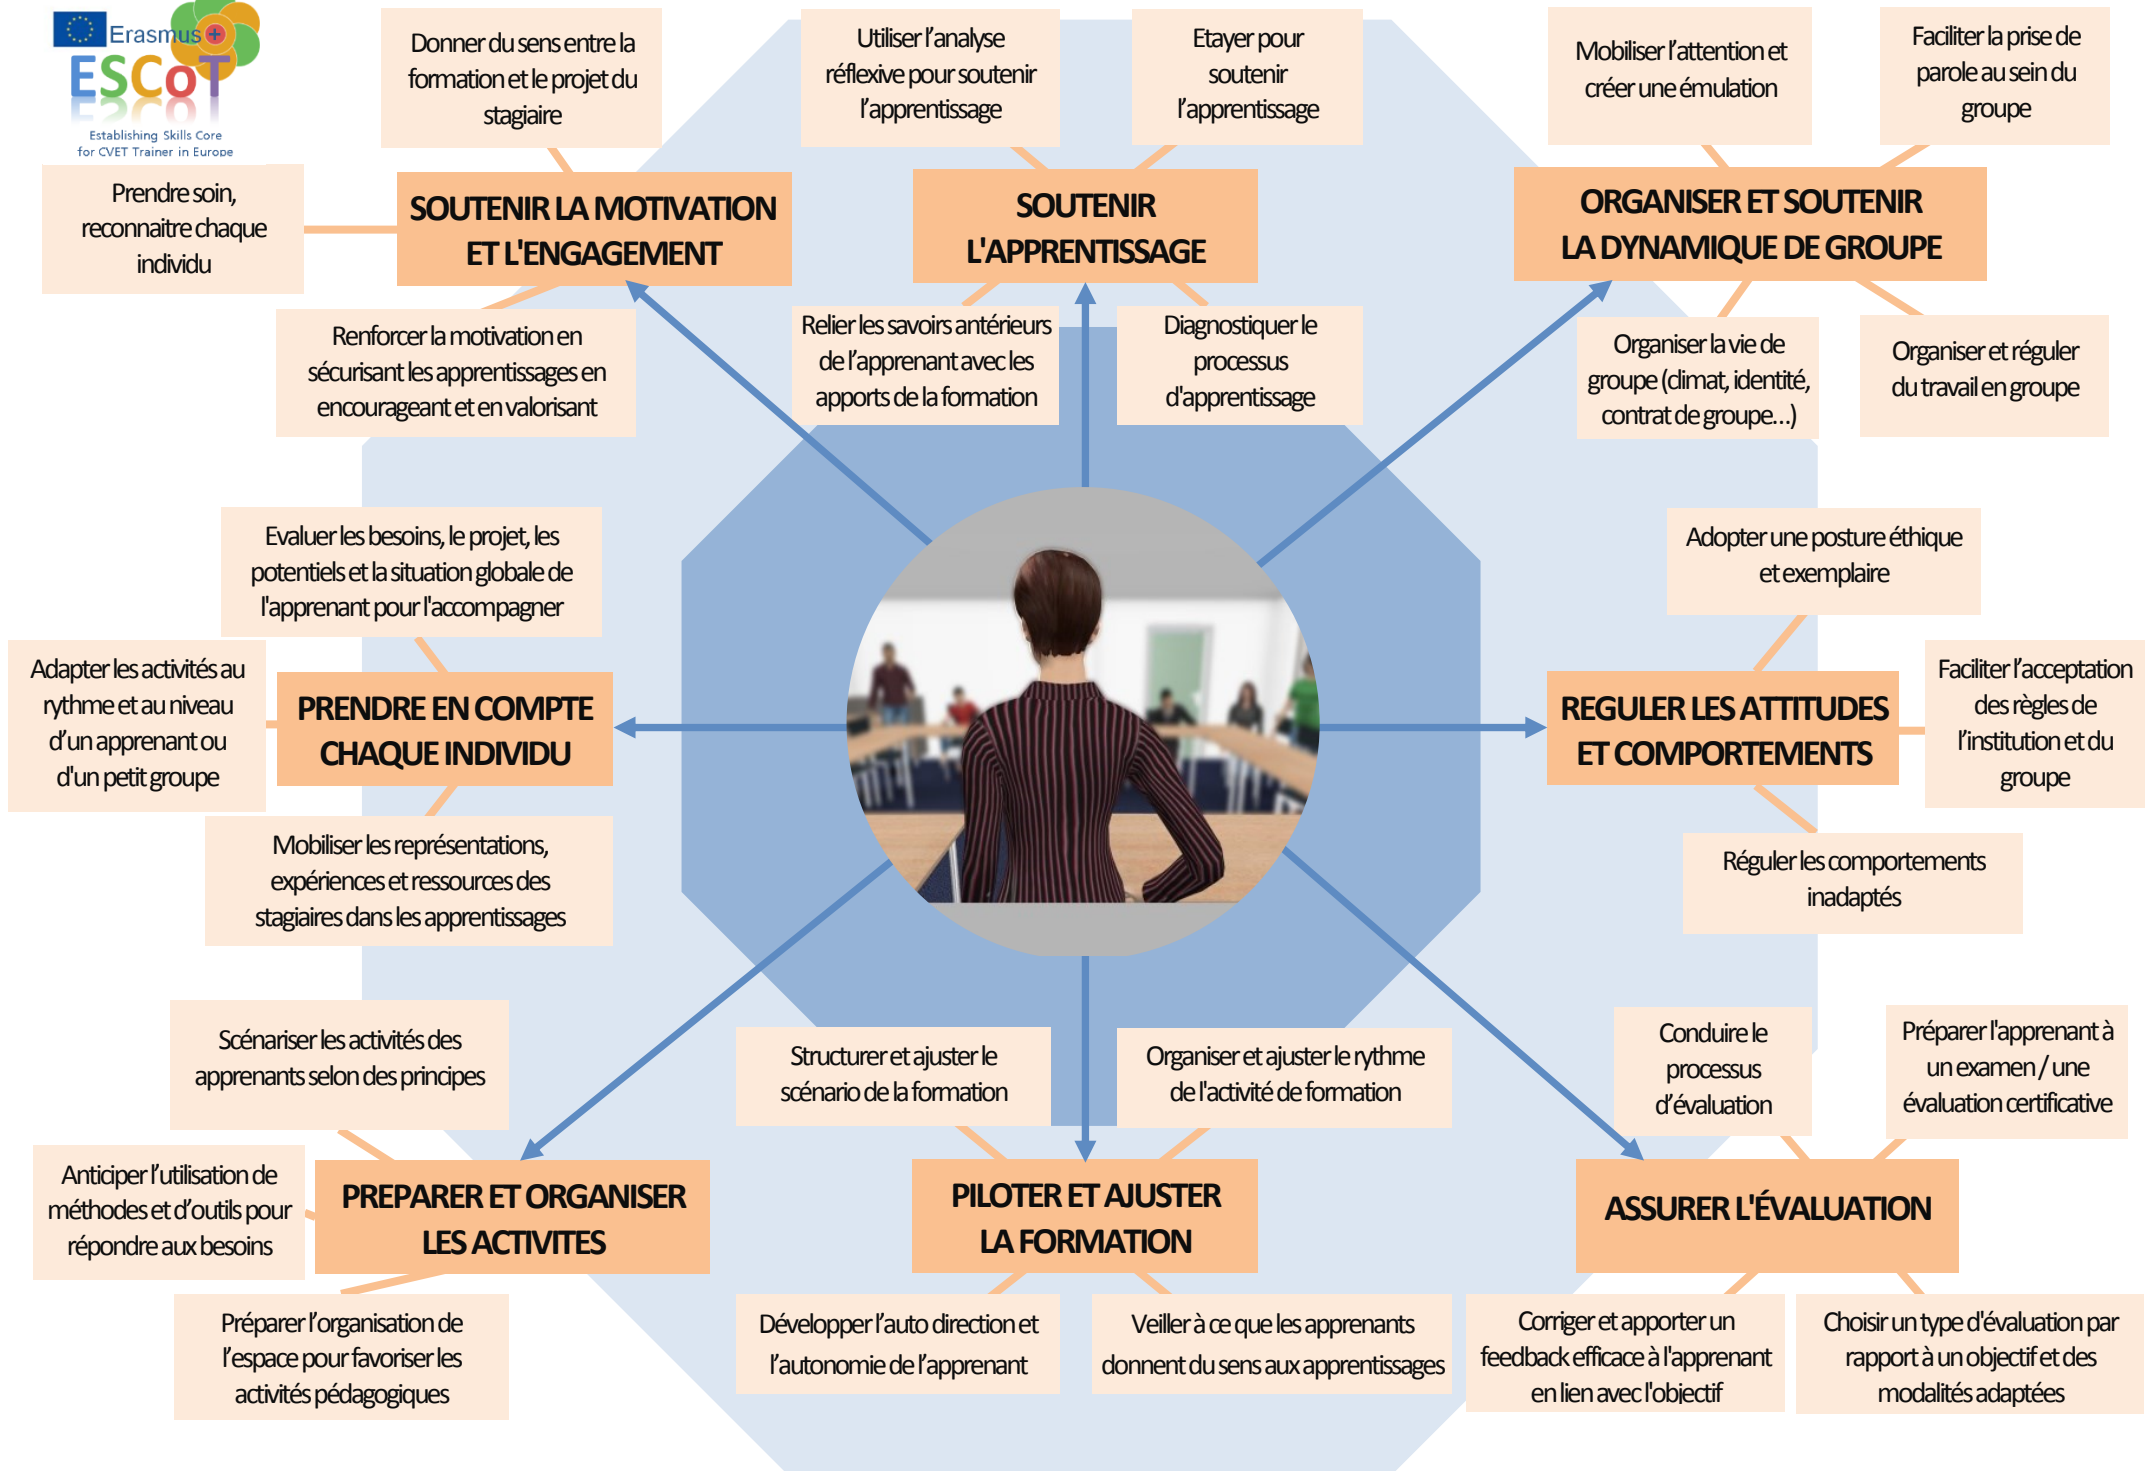 Erasmus +
ESCoT
Establishing Skills Core
for CVET Trainer in Europe
Donner du sens entre la
formation et le projet du
stagiaire
Prendre soin,
reconnaitre chaque
individu
SOUTENIR LA MOTIVATION
ET L'ENGAGEMENT
Renforcer la motivation en
sécurisant les apprentissages en
encourageant et en valorisant
Utiliser l’analyse
réflexive pour soutenir
l’apprentissage
Etayer pour
soutenir
l’apprentissage
SOUTENIR
L'APPRENTISSAGE
Relier les savoirs antérieurs
de l’apprenant avec les
apports de la formation
Diagnostiquer le
processus
d'apprentissage
Mobiliser l’attention et
créer une émulation
Faciliter la prise de
parole au sein du
groupe
ORGANISER ET SOUTENIR
LA DYNAMIQUE DE GROUPE
Organiser la vie de
groupe (climat, identité,
contrat de groupe…)
Organiser et réguler
du travail en groupe
Evaluer les besoins, le projet, les
potentiels et la situation globale de
l'apprenant pour l'accompagner
Adapter les activités au
rythme et au niveau
d’un apprenant ou
d'un petit groupe
PRENDRE EN COMPTE
CHAQUE INDIVIDU
Mobiliser les représentations,
expériences et ressources des
stagiaires dans les apprentissages
Adopter une posture éthique
et exemplaire
REGULER LES ATTITUDES
ET COMPORTEMENTS
Faciliter l’acceptation
des règles de
l’institution et du
groupe
Réguler les comportements
inadaptés
Scénariser les activités des
apprenants selon des principes
Anticiper l’utilisation de
méthodes et d’outils pour
répondre aux besoins
PREPARER ET ORGANISER
LES ACTIVITES
Préparer l’organisation de
l’espace pour favoriser les
activités pédagogiques
Structurer et ajuster le
scénario de la formation
Organiser et ajuster le rythme
de l'activité de formation
PILOTER ET AJUSTER
LA FORMATION
Développer l’auto direction et
l’autonomie de l’apprenant
Veiller à ce que les apprenants
donnent du sens aux apprentissages
Conduire le
processus
d’évaluation
Préparer l'apprenant à
un examen / une
évaluation certificative
ASSURER L'ÉVALUATION
Corriger et apporter un
feedback efficace à l'apprenant
en lien avec l'objectif
Choisir un type d'évaluation par
rapport à un objectif et des
modalités adaptées